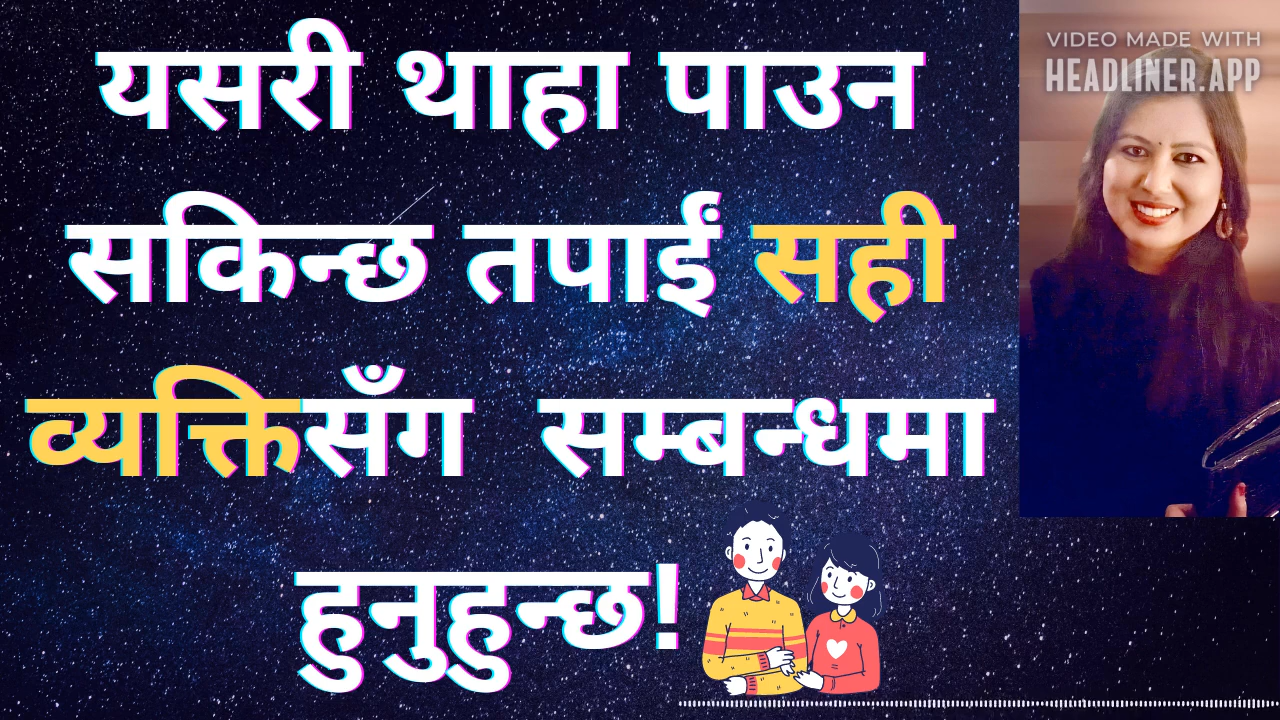 यसरी थाहा पाउन
सकिन्छ तपाईं सही
व्यक्तिसँग सम्बन्धमा
हुनुहुन्छ!
VIDEO MADE WITH
HEADLINER.APP